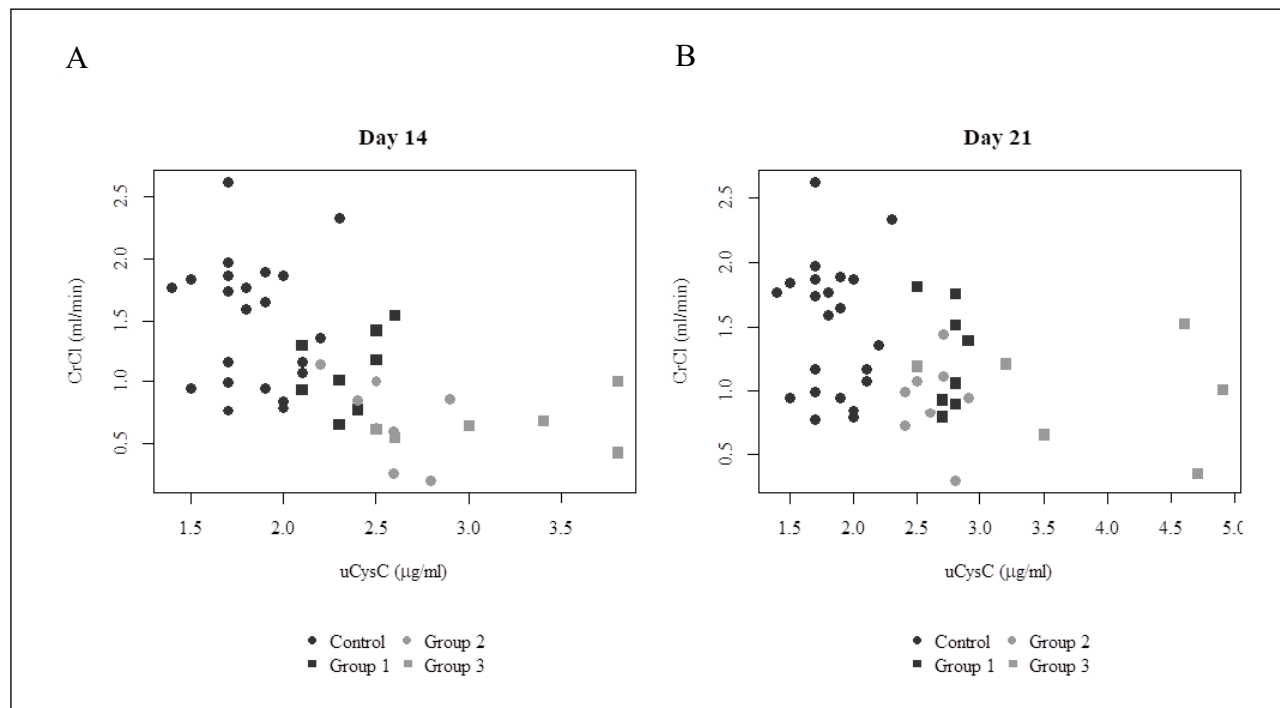 A
Day 14
CrCl (ml/min)
2.5
2.0
1.5
1.0
0.5
1.5 2.0 2.5 3.0 3.5
uCysC (μg/ml)
Control Group 2
Group 1 Group 3
B
Day 21
CrCl (ml/min)
2.5
2.0
1.5
1.0
0.5
1.5 2.0 2.5 3.0 3.5 4.0 4.5 5.0
uCysC (μg/ml)
Control Group 2
Group 1 Group 3